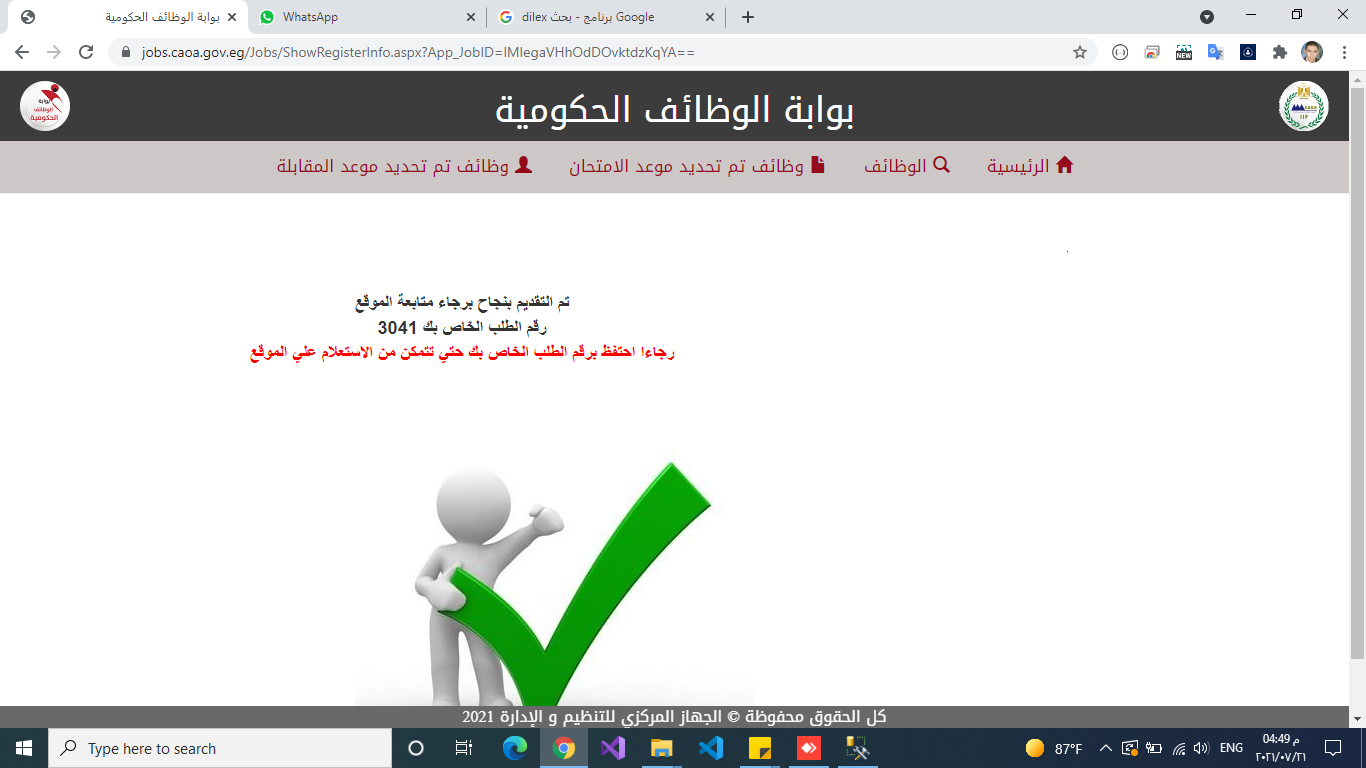 بوابة الوظائف الحكومية
WhatsApp
dilex برنامج - بحث Google
jobs.caoa.gov.eg/Jobs/ShowRegisterInfo.aspx?App_JobID=IMlegaVHhOdDOvktdzKqYA==
NEW
بوابة الوظائف الحكومية
بوابة
الوظائف
الحكومية
الرئيسية
الوظائف
وظائف تم تحديد موعد الامتحان
وظائف تم تحديد موعد المقابلة
تم التقديم بنجاح برجاء متابعة الموقع
رقم الطلب الخاص بك 3041
رجاءا احتفظ برقم الطلب الخاص بك حتي تتمكن من الاستعلام علي الموقع
كل الحقوق محفوظة © الجهاز المركزي للتنظيم و الإدارة 2021
Type here to search
87°F
ENG
04:49 م
٢٠٢١/٠٧/٢١